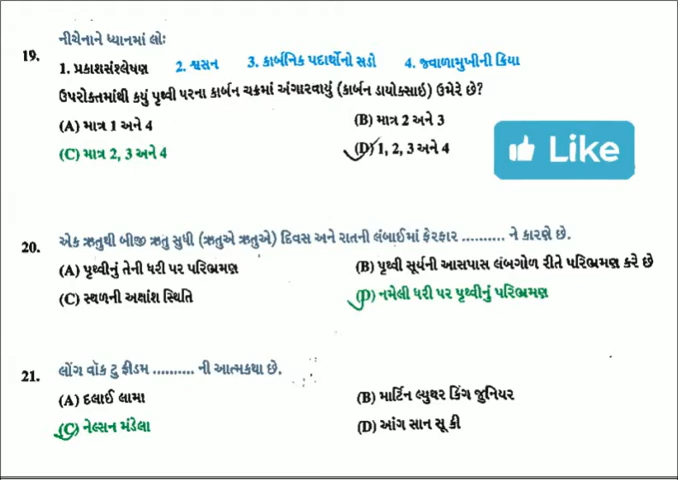 નીચેનાને ધ્યાનમાં લોઃ
19.
1. પ્રકાશસંશ્લેષણ 2. શ્વસન 3. કાર્બનિક પદાર્થોનો સડો 4. જ્વાળામુખીની ક્રિયા
ઉપરોક્તમાંથી કયું પૃથ્વી પરના કાર્બન ચક્રમાં અંગારવાયું (કાર્બન ડાયોક્સાઇ) ઉમેરે છે?
(A) માત્ર 1 અને 4 (B) માત્ર 2 અને 3
(C) માત્ર 2, 3 અને 4 (D) 1, 2, 3 અને 4
Like
20. એક ઋતુથી બીજી ઋતુ સુધી (ઋતુએ ઋતુએ) દિવસ અને રાતની લંબાઈમાં ફેરફાર .......... ને કારણે છે.
(A) પૃથ્વીનું તેની ધરી પર પરિભ્રમણ (B) પૃથ્વી સૂર્યની આસપાસ લંબગોળ રીતે પરિભ્રમણ કરે છે
(C) સ્થળની અક્ષાંશ સ્થિતિ (D) નમેલી ધરી પર પૃથ્વીનું પરિભ્રમણ
21. લોંગ વૉક ટુ ફ્રીડમ .......... ની આત્મકથા છે.
(A) દલાઈ લામા (B) માર્ટિન લ્યુથર કિંગ જુનિયર
(C) નેલ્સન મંડેલા (D) આંગ સાન સૂ કી